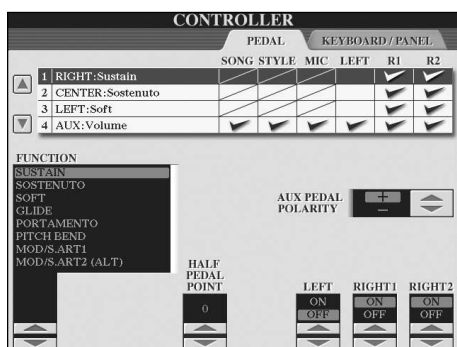 CONTROLLER
PEDAL KEYBOARD / PANEL
SONG STYLE MIC LEFT R1 R2
1 RIGHT:Sustain
2 CENTER:Sostenuto
3 LEFT:Soft
4 AUX:Volume
FUNCTION
SUSTAIN
SOSTENUTO
SOFT
GLIDE
PORTAMENTO
PITCH BEND
MOD/S.ART1
MOD/S.ART2 (ALT)
AUX PEDAL
POLARITY
+
−
HALF
PEDAL
POINT
0
LEFT RIGHT1 RIGHT2
ON ON ON
OFF OFF OFF